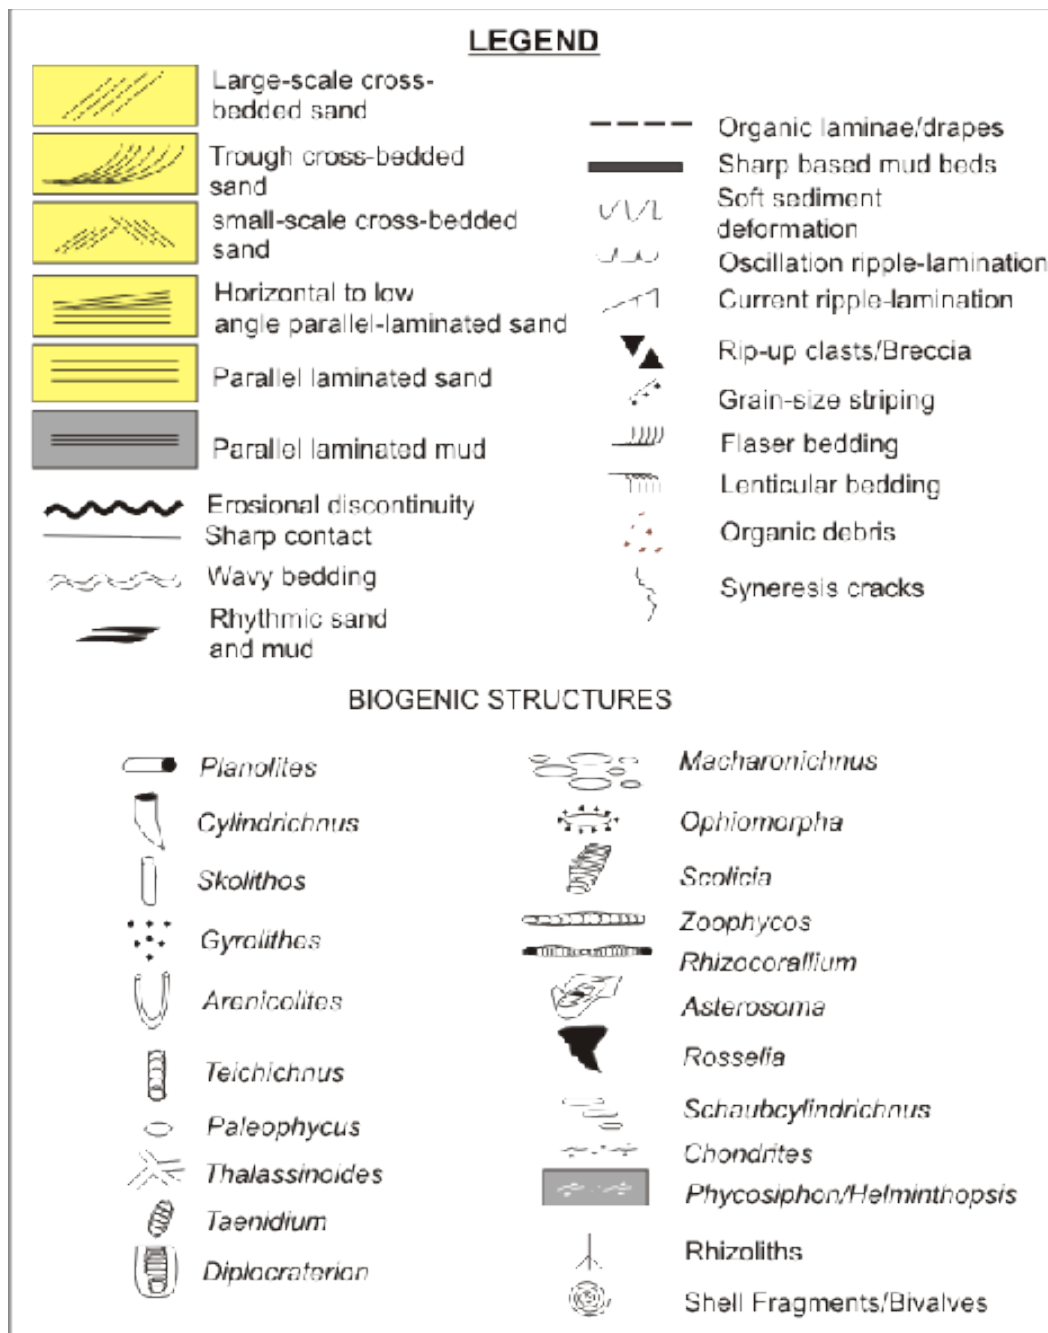 LEGEND
Large-scale cross-
bedded sand
Trough cross-bedded
sand
small-scale cross-bedded
sand
Horizontal to low
angle parallel-laminated sand
Parallel laminated sand
Parallel laminated mud
Erosional discontinuity
Sharp contact
Wavy bedding
Rhythmic sand
and mud
Organic laminae/drapes
Sharp based mud beds
Soft sediment
deformation
Oscillation ripple-lamination
Current ripple-lamination
Rip-up clasts/Breccia
Grain-size striping
Flaser bedding
Lenticular bedding
Organic debris
Syneresis cracks
BIOGENIC STRUCTURES
Planolites
Cylindrichnus
Skolithos
Gyrolithes
Arenicolites
Teichichnus
Paleophycus
Thalassinoides
Taenidium
Diplocraterion
Macharonichnus
Ophiomorpha
Scolicia
Zoophycos
Rhizocorallium
Asterosoma
Rosselia
Schaubcylindrichnus
Chondrites
Phycosiphon/Helminthopsis
Rhizoliths
Shell Fragments/Bivalves